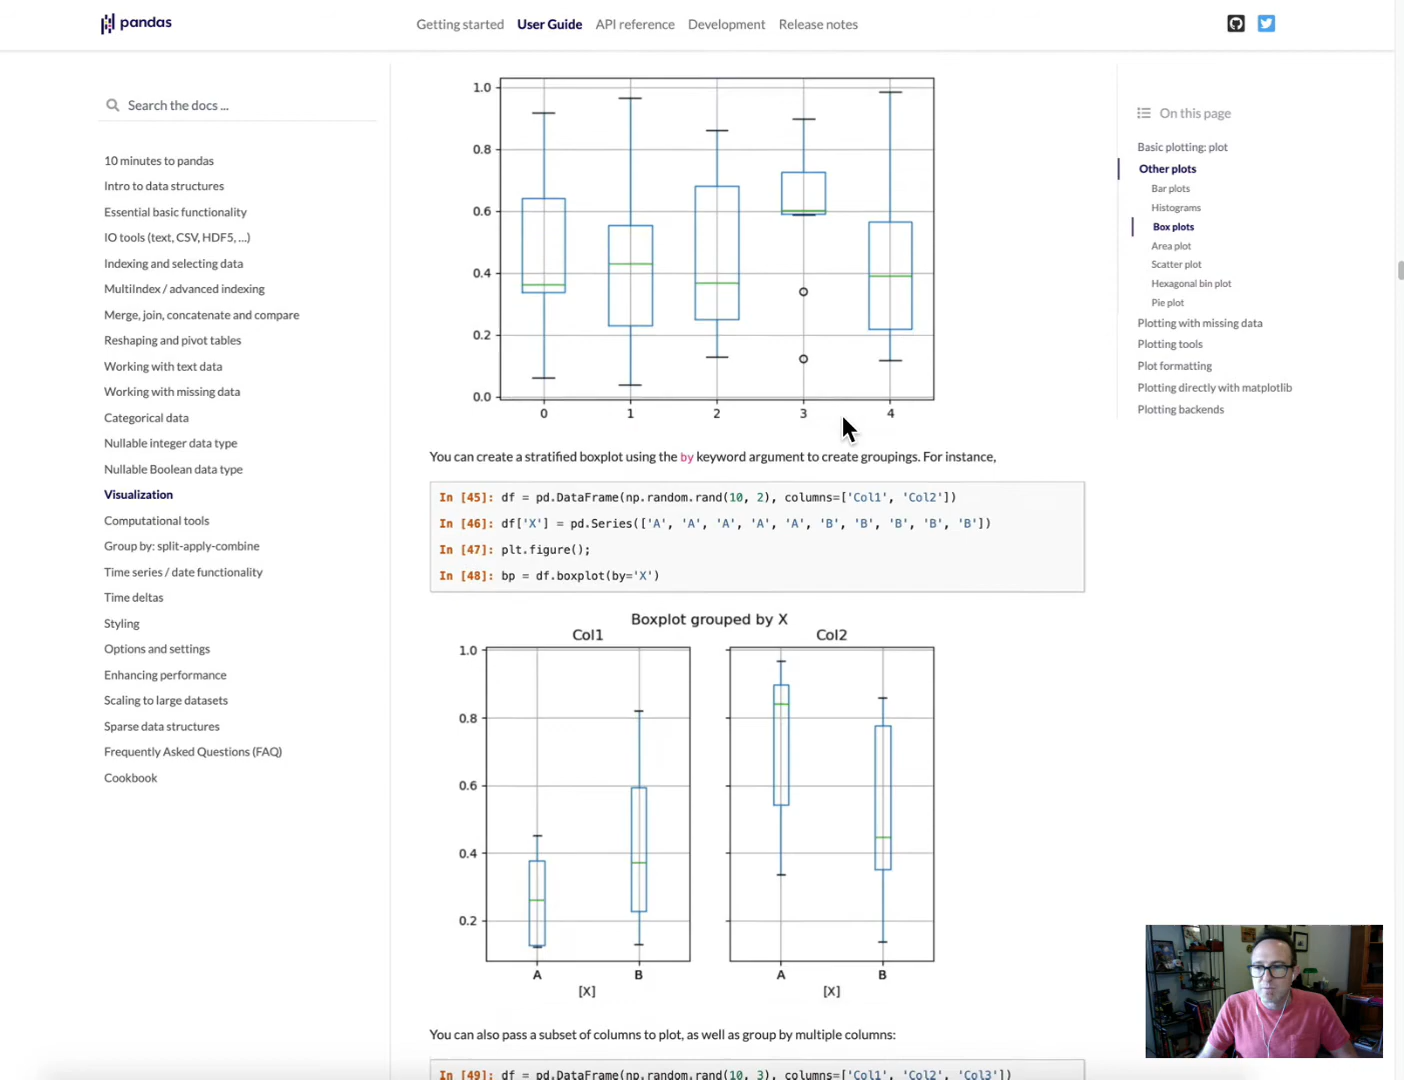 pandas
Getting started
User Guide
API reference
Development
Release notes
Search the docs ...
10 minutes to pandas
Intro to data structures
Essential basic functionality
IO tools (text, CSV, HDF5, ...)
Indexing and selecting data
MultiIndex / advanced indexing
Merge, join, concatenate and compare
Reshaping and pivot tables
Working with text data
Working with missing data
Categorical data
Nullable integer data type
Nullable Boolean data type
Visualization
Computational tools
Group by: split-apply-combine
Time series / date functionality
Time deltas
Styling
Options and settings
Enhancing performance
Scaling to large datasets
Sparse data structures
Frequently Asked Questions (FAQ)
Cookbook
1.0
0.8
0.6
0.4
0.2
0.0
0 1 2 3 4
You can create a stratified boxplot using the by keyword argument to create groupings. For instance,
In [45]: df = pd.DataFrame(np.random.rand(10, 2), columns=['Col1', 'Col2'])
In [46]: df['X'] = pd.Series(['A', 'A', 'A', 'A', 'A', 'B', 'B', 'B', 'B', 'B'])
In [47]: plt.figure();
In [48]: bp = df.boxplot(by='X')
Boxplot grouped by X
Col1 Col2
1.0
0.8
0.6
0.4
0.2
A B A B
[X] [X]
You can also pass a subset of columns to plot, as well as group by multiple columns:
In [49]: df = pd.DataFrame(np.random.rand(10, 3), columns=['Col1', 'Col2', 'Col3'])
On this page
Basic plotting: plot
Other plots
Bar plots
Histograms
Box plots
Area plot
Scatter plot
Hexagonal bin plot
Pie plot
Plotting with missing data
Plotting tools
Plot formatting
Plotting directly with matplotlib
Plotting backends